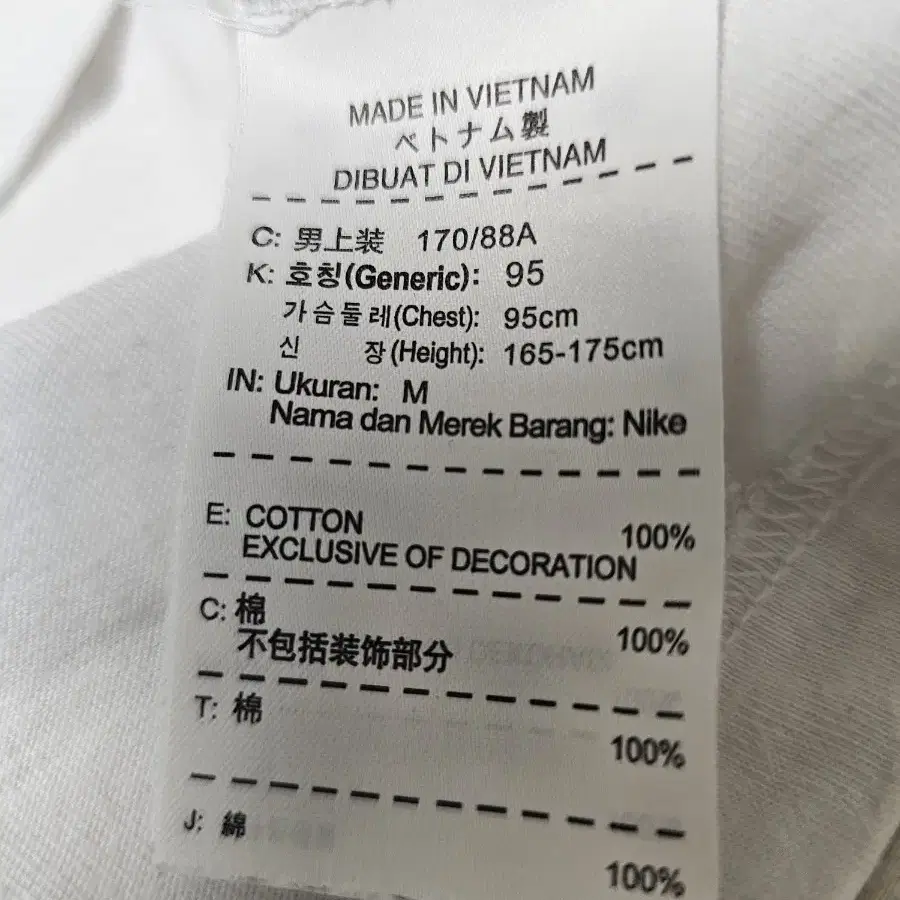 MADE IN VIETNAM
ベトナム製
DIBUAT DI VIETNAM
C: 男上装 170/88A
K: 호칭(Generic): 95
가슴둘레(Chest): 95cm
신 장(Height): 165-175cm
IN: Ukuran: M
Nama dan Merek Barang: Nike
E: COTTON 100%
EXCLUSIVE OF DECORATION
C: 棉 100%
不包括装饰部分
T: 棉 100%
J: 綿 100%